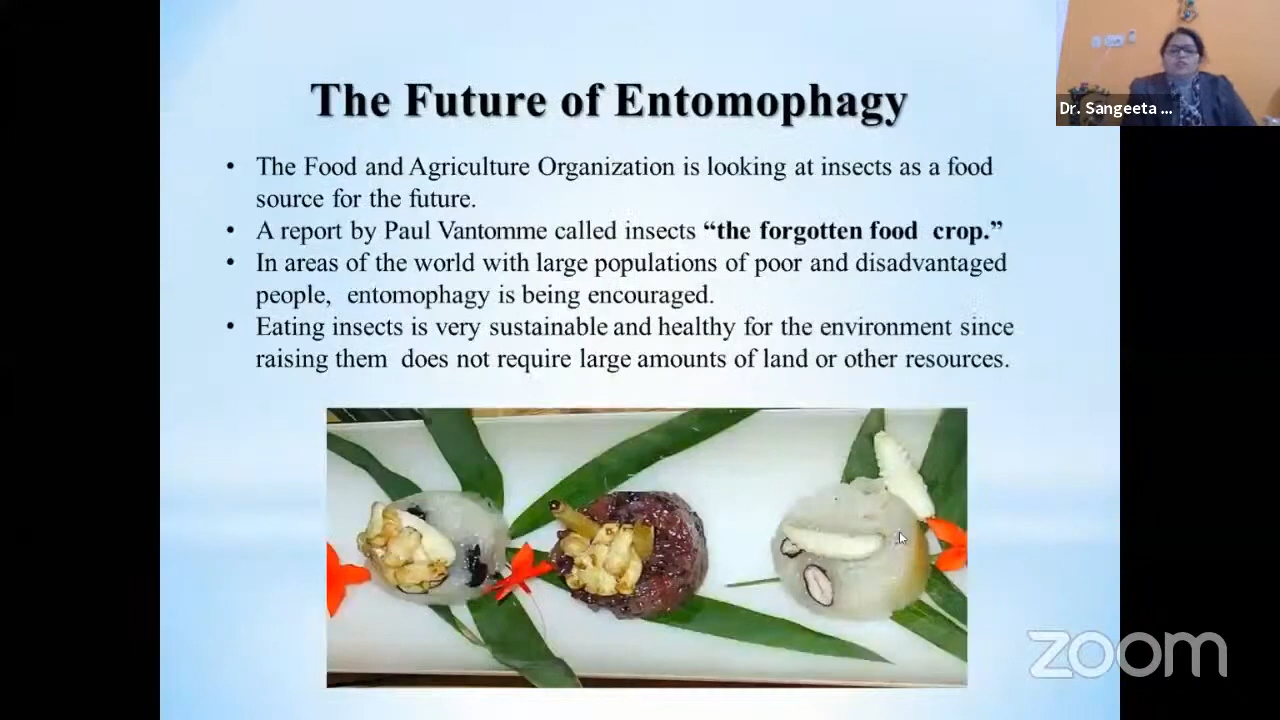 The Future of Entomophagy
Dr. Sangeeta ...
• The Food and Agriculture Organization is looking at insects as a food
source for the future.
• A report by Paul Vantomme called insects “the forgotten food crop.”
• In areas of the world with large populations of poor and disadvantaged
people, entomophagy is being encouraged.
• Eating insects is very sustainable and healthy for the environment since
raising them does not require large amounts of land or other resources.
zoom